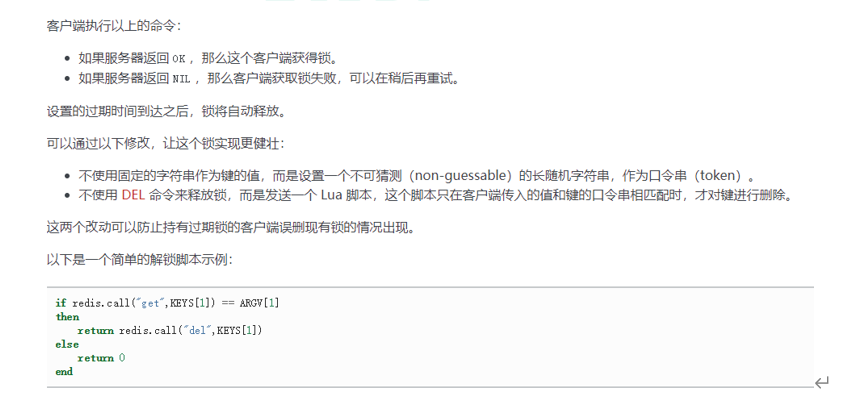 客户端执行以上的命令：
如果服务器返回 OK ，那么这个客户端获得锁。
如果服务器返回 NIL ，那么客户端获取锁失败，可以在稍后再重试。
设置的过期时间到达之后，锁将自动释放。
可以通过以下修改，让这个锁实现更健壮：
不使用固定的字符串作为键的值，而是设置一个不可猜测（non-guessable）的长随机字符串，作为口令串（token）。
不使用 DEL 命令来释放锁，而是发送一个 Lua 脚本，这个脚本只在客户端传入的值和键的口令串相匹配时，才对键进行删除。
这两个改动可以防止持有过期锁的客户端误删现有锁的情况出现。
以下是一个简单的解锁脚本示例：
if redis.call("get",KEYS[1]) == ARGV[1]
then
    return redis.call("del",KEYS[1])
else
    return 0
end